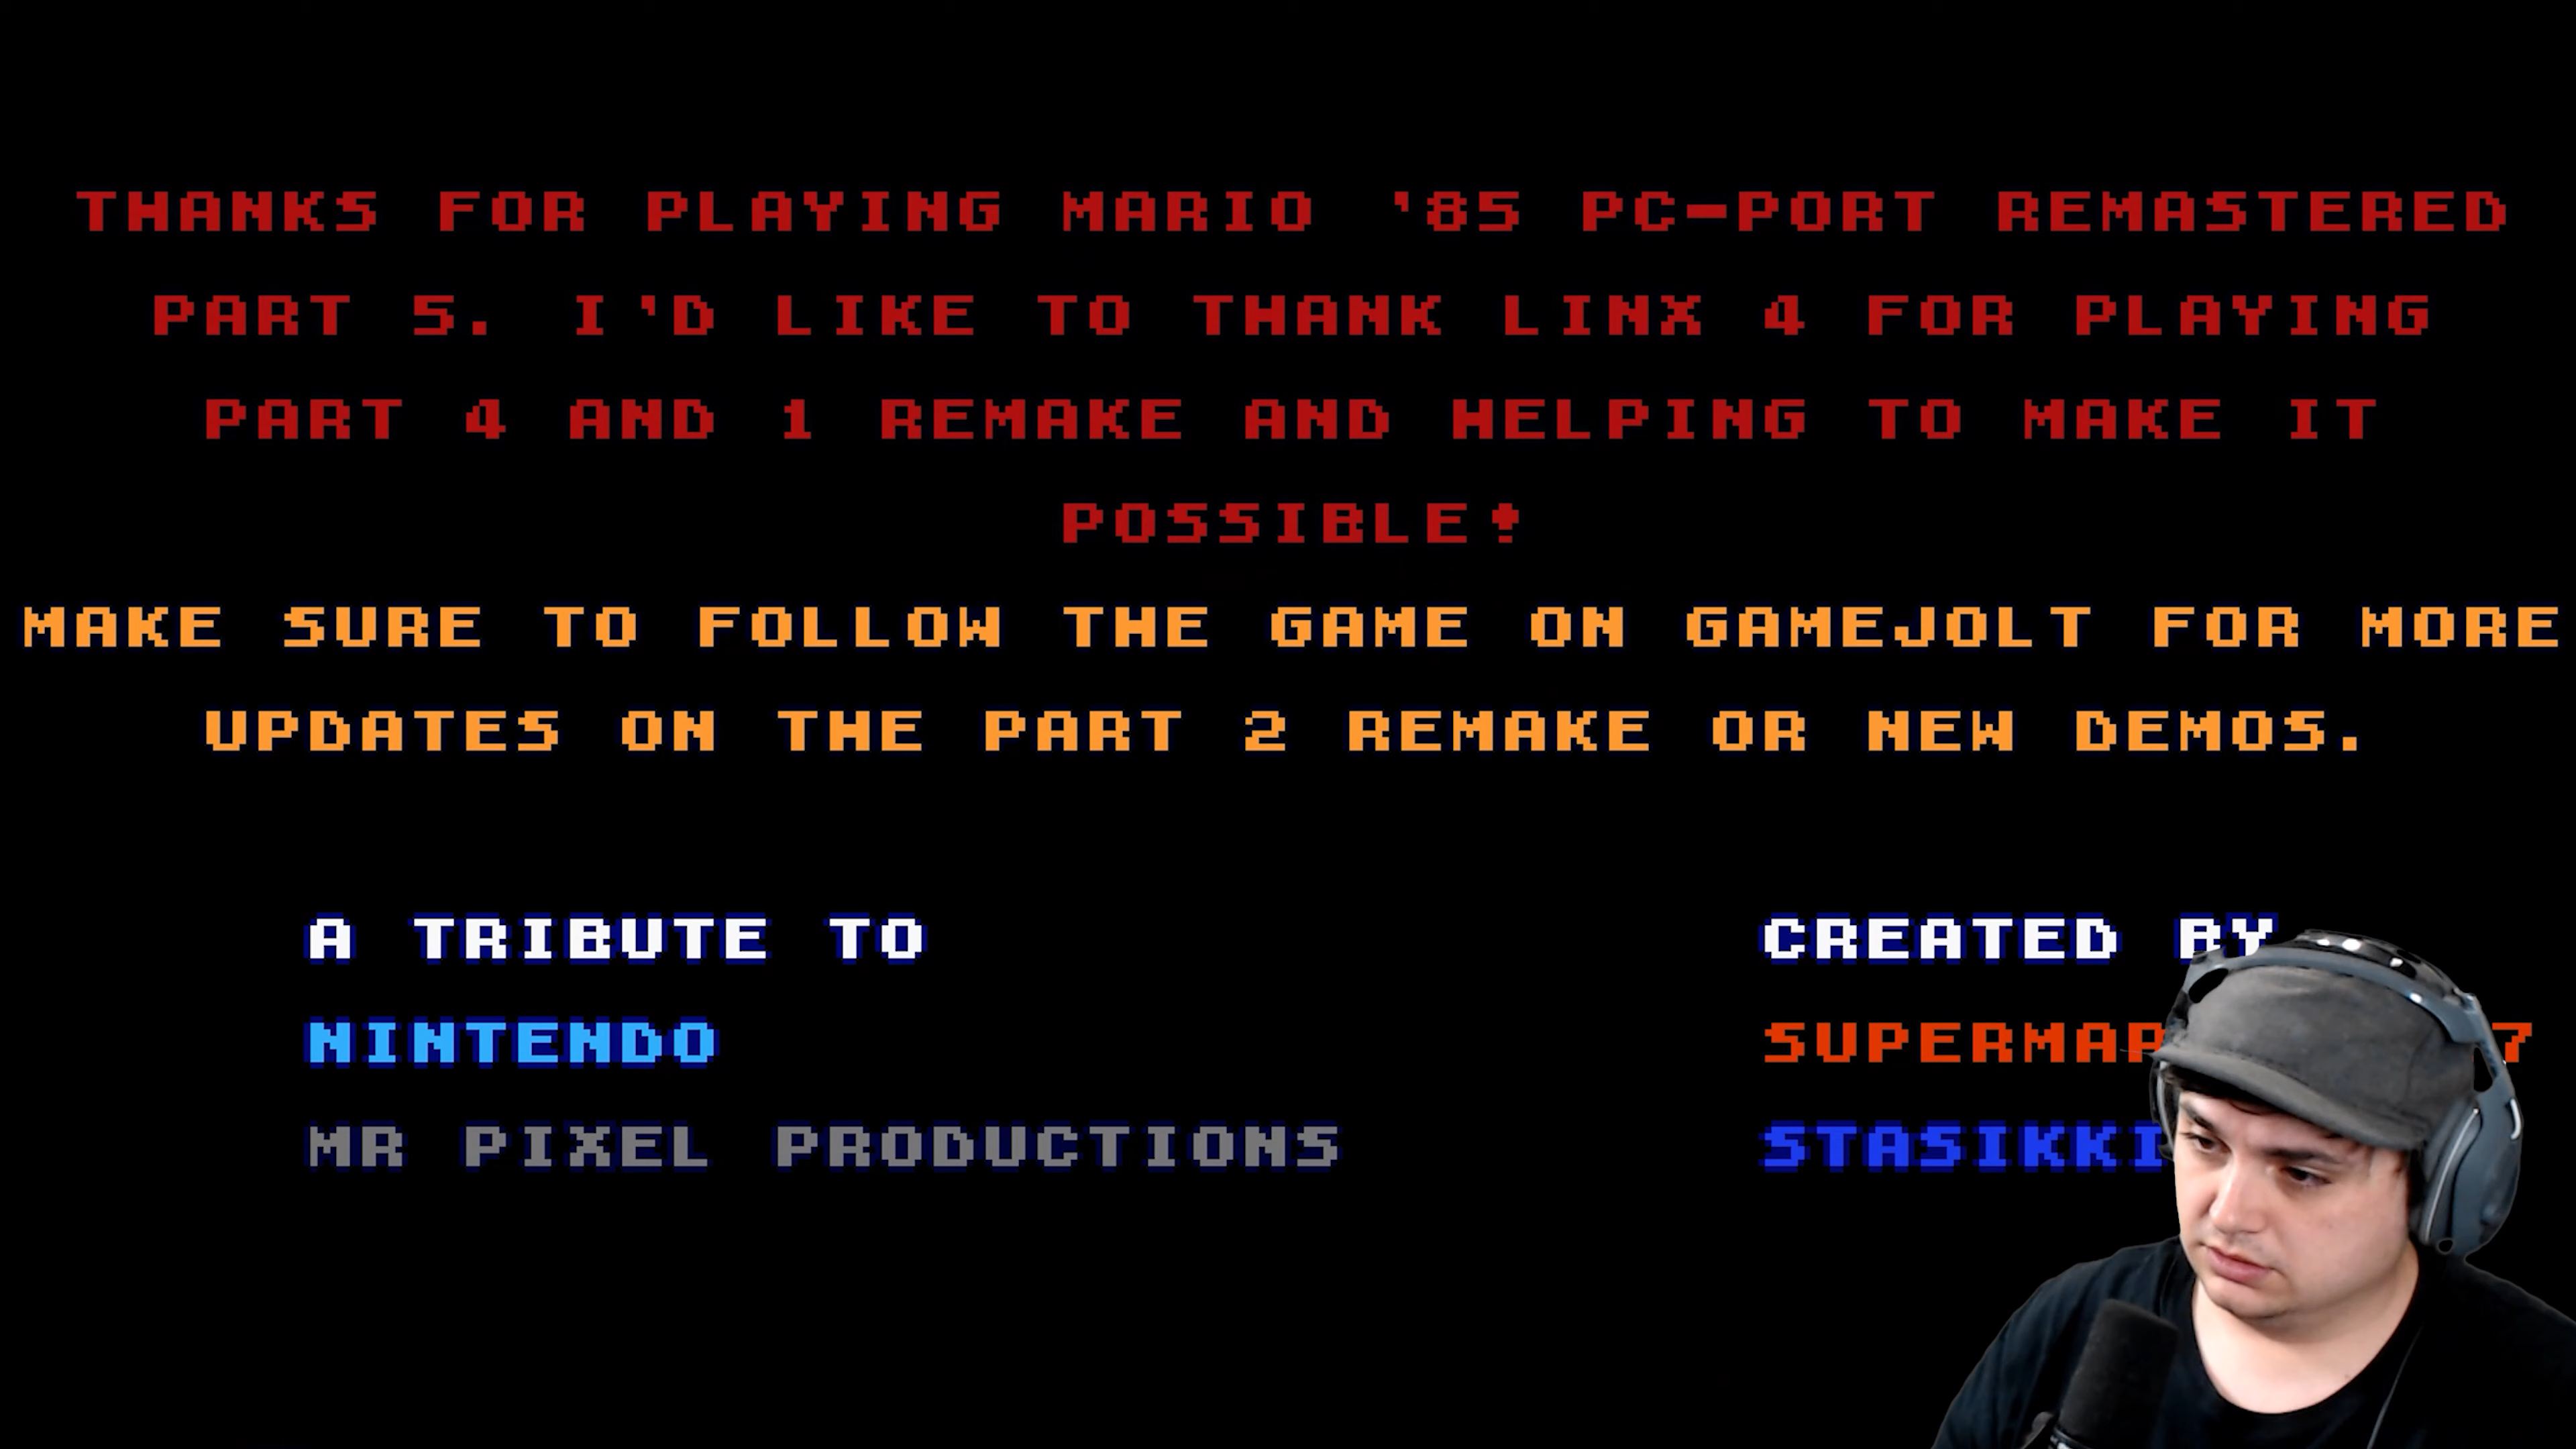 THANKS FOR PLAYING MARIO '85 PC-PORT REMASTERED
PART 5. I'D LIKE TO THANK LINX 4 FOR PLAYING
PART 4 AND 1 REMAKE AND HELPING TO MAKE IT
POSSIBLE!
MAKE SURE TO FOLLOW THE GAME ON GAMEJOLT FOR MORE
UPDATES ON THE PART 2 REMAKE OR NEW DEMOS.
A TRIBUTE TO
NINTENDO
MR PIXEL PRODUCTIONS
CREATED BY